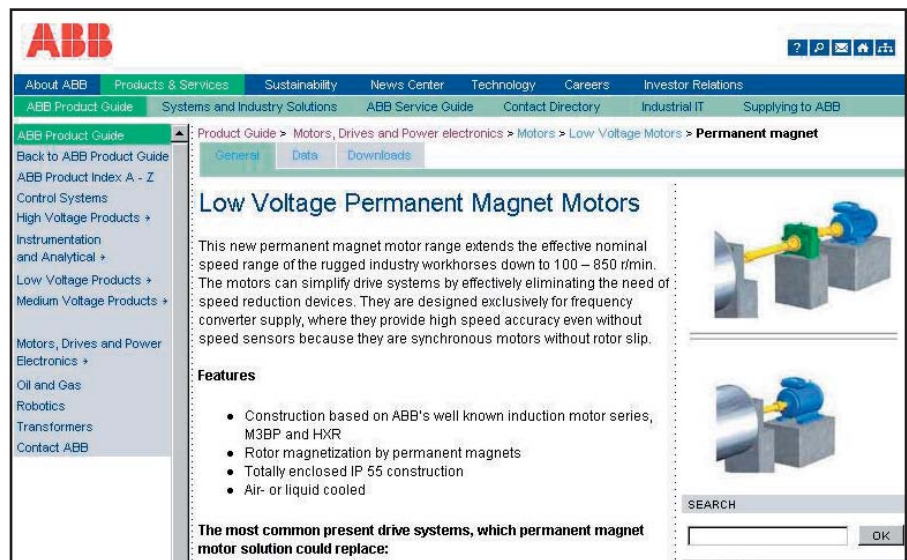 ABB
?
About ABB Products & Services Sustainability News Center Technology Careers Investor Relations
ABB Product Guide Systems and Industry Solutions ABB Service Guide Contact Directory Industrial IT Supplying to ABB
ABB Product Guide
Back to ABB Product Guide
ABB Product Index A - Z
Control Systems
High Voltage Products
Instrumentation
and Analytical
Low Voltage Products
Medium Voltage Products
Motors, Drives and Power
Electronics
Oil and Gas
Robotics
Transformers
Contact ABB
Product Guide > Motors, Drives and Power electronics > Motors > Low Voltage Motors > Permanent magnet
General Data Downloads
Low Voltage Permanent Magnet Motors
This new permanent magnet motor range extends the effective nominal
speed range of the rugged industry workhorses down to 100 – 850 r/min.
The motors can simplify drive systems by effectively eliminating the need of
speed reduction devices. They are designed exclusively for frequency
converter supply, where they provide high speed accuracy even without
speed sensors because they are synchronous motors without rotor slip.
Features
• Construction based on ABB's well known induction motor series,
M3BP and HXR
• Rotor magnetization by permanent magnets
• Totally enclosed IP 55 construction
• Air- or liquid cooled
The most common present drive systems, which permanent magnet
motor solution could replace:
SEARCH
OK